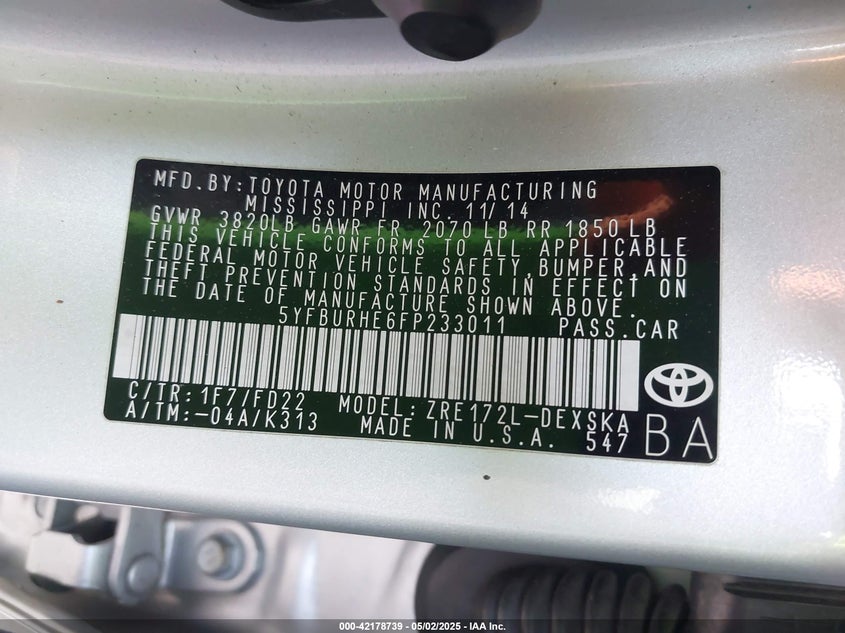 MFD.BY:TOYOTA MOTOR MANUFACTURING
MISSISSIPPI INC. 11/14
GVWR 3820LB GAWR FR 2070 LB RR 1850 LB
THIS VEHICLE CONFORMS TO ALL APPLICABLE
FEDERAL MOTOR VEHICLE SAFETY,BUMPER,AND
THEFT PREVENTION STANDARDS IN EFFECT ON
THE DATE OF MANUFACTURE SHOWN ABOVE.
5YFBURHE6FP233011 PASS.CAR
C/TR:1F7/FD22 MODEL:ZRE172L-DEXSKA
A/TM:-04A/K313 MADE IN U.S.A. 547
BA
000-42178739 - 05/02/2025 - IAA Inc.